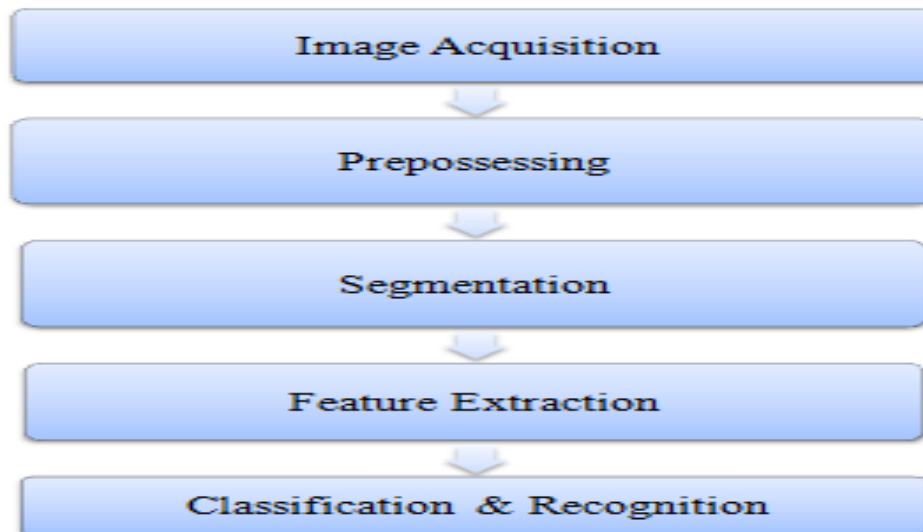 Image Acquisition
Prepossessing
Segmentation
Feature Extraction
Classification & Recognition